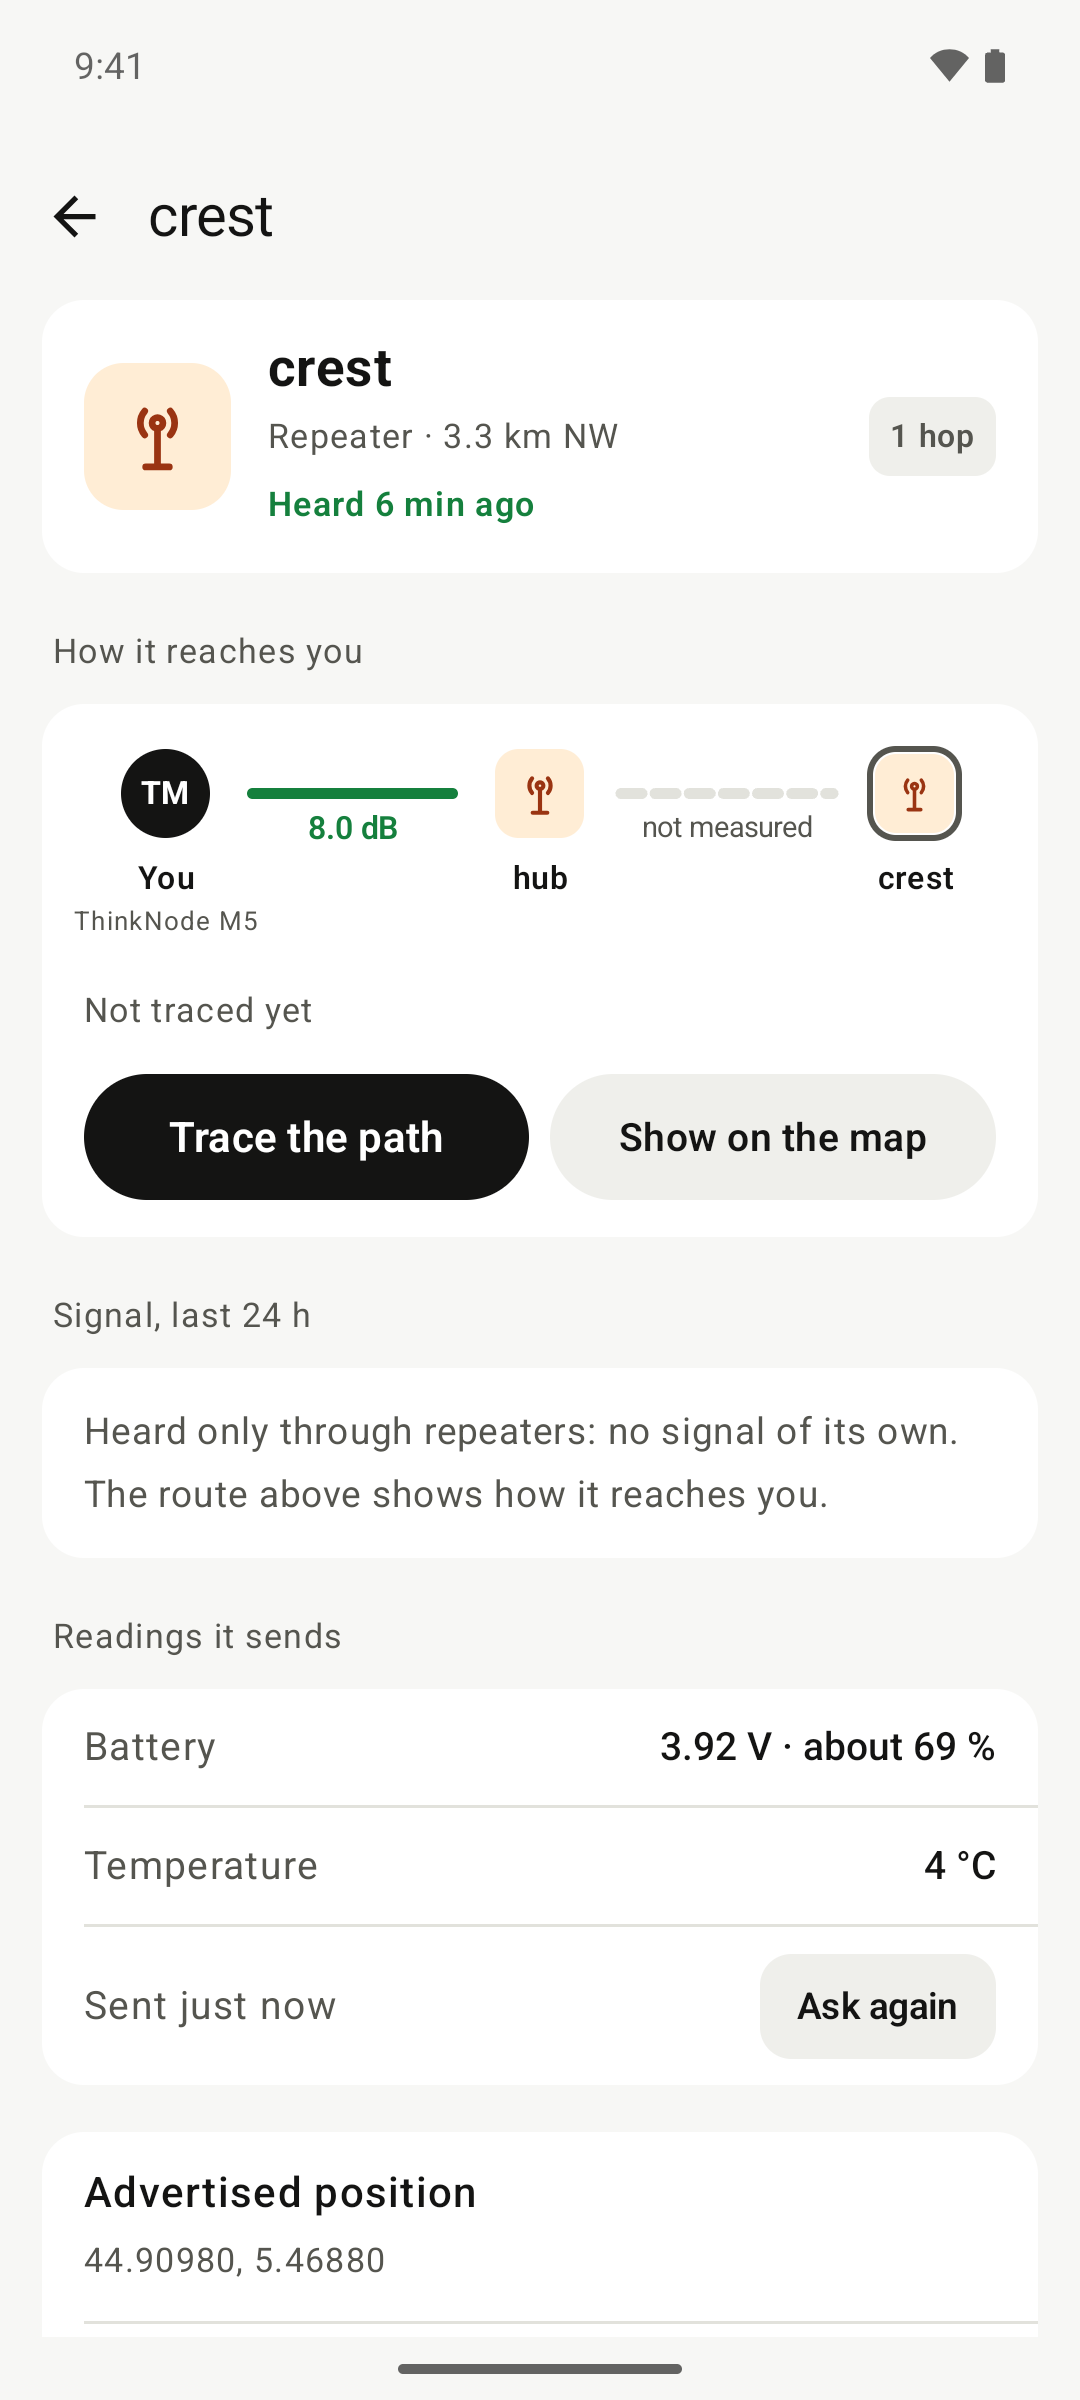 9:41
crest
crest
Repeater · 3.3 km NW
1 hop
Heard 6 min ago
How it reaches you
TM
8.0 dB
not measured
You
hub
crest
ThinkNode M5
Not traced yet
Trace the path
Show on the map
Signal, last 24 h
Heard only through repeaters: no signal of its own.
The route above shows how it reaches you.
Readings it sends
Battery
3.92 V · about 69 %
Temperature
4 °C
Sent just now
Ask again
Advertised position
44.90980, 5.46880